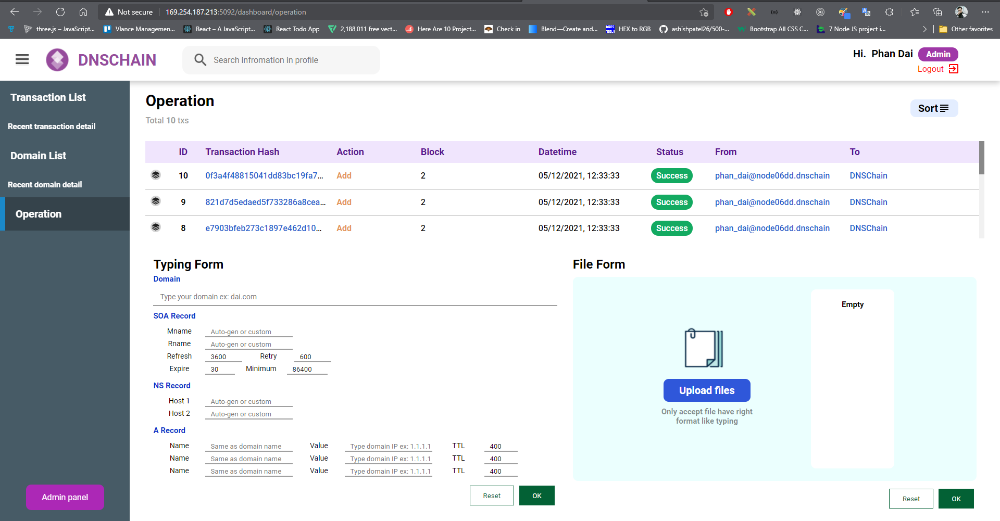 Not secure
169.254.187.213:5092/dashboard/operation
three.js – JavaScript... Vlance Managemen... React – A JavaScript... React Todo App 2,188,011 free vect... Here Are 10 Project... Check in Blend—Create and... HEX to RGB ashishpatel26/500-... Bootstrap All CSS C... 7 Node JS project i... Other favorites
DNSCHAIN
Search infromation in profile
Hi. Phan Dai Admin
Logout
Transaction List
Recent transaction detail
Domain List
Recent domain detail
Operation
Admin panel
Operation
Total 10 txs
Sort
ID Transaction Hash Action Block Datetime Status From To
10 0f3a4f48815041dd83bc19fa7... Add 2 05/12/2021, 12:33:33 Success phan_dai@node06dd.dnschain DNSChain
9 821d7d5edaed5f733286a8cea... Add 2 05/12/2021, 12:33:33 Success phan_dai@node06dd.dnschain DNSChain
8 e7903bfeb273c1897e462d10... Add 2 05/12/2021, 12:33:33 Success phan_dai@node06dd.dnschain DNSChain
Typing Form
Domain
Type your domain ex: dai.com
SOA Record
Mname Auto-gen or custom
Rname Auto-gen or custom
Refresh 3600 Retry 600
Expire 30 Minimum 86400
NS Record
Host 1 Auto-gen or custom
Host 2 Auto-gen or custom
A Record
Name Same as domain name Value Type domain IP ex: 1.1.1.1 TTL 400
Name Same as domain name Value Type domain IP ex: 1.1.1.1 TTL 400
Name Same as domain name Value Type domain IP ex: 1.1.1.1 TTL 400
Reset OK
File Form
Upload files
Only accept file have right
format like typing
Empty
Reset OK